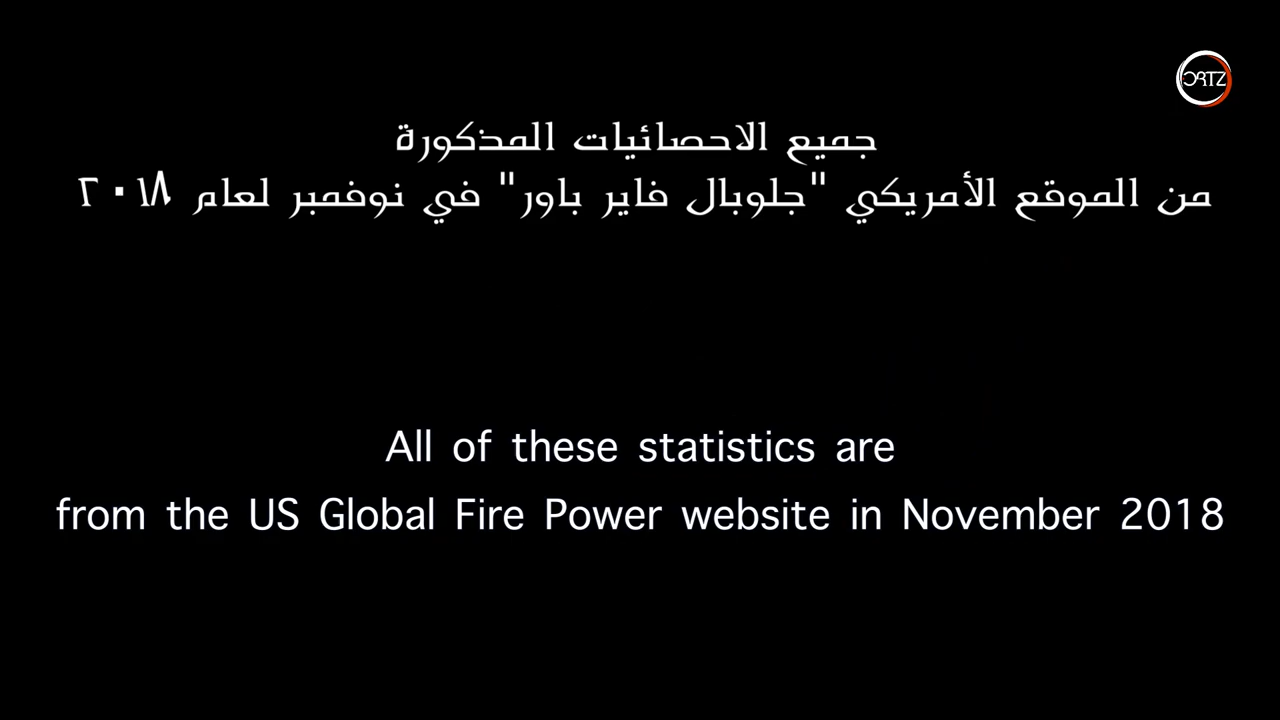 جميع الاحصائيات المذكورة
من الموقع الأمريكي "جلوبال فاير باور" في نوفمبر لعام ٢٠١٨
All of these statistics are
from the US Global Fire Power website in November 2018